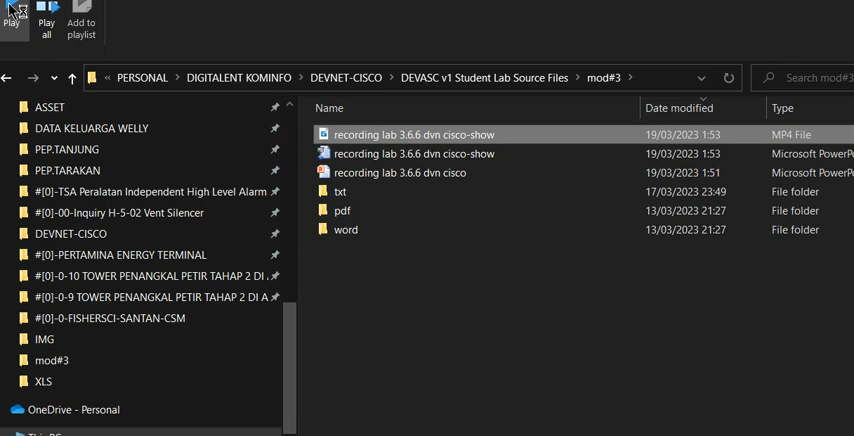 Play
Play all
Add to playlist
« PERSONAL › DIGITALENT KOMINFO › DEVNET-CISCO › DEVASC v1 Student Lab Source Files › mod#3 ›
Search mod#3
ASSET
DATA KELUARGA WELLY
PEP.TANJUNG
PEP.TARAKAN
#[0]-TSA Peralatan Independent High Level Alarm
#[0]-00-Inquiry H-5-02 Vent Silencer
DEVNET-CISCO
#[0]-PERTAMINA ENERGY TERMINAL
#[0]-0-10 TOWER PENANGKAL PETIR TAHAP 2 DI .
#[0]-0-9 TOWER PENANGKAL PETIR TAHAP 2 DI A
#[0]-0-FISHERSCI-SANTAN-CSM
IMG
mod#3
XLS
OneDrive - Personal
This PC
Name Date modified Type
recording lab 3.6.6 dvn cisco-show 19/03/2023 1:53 MP4 File
recording lab 3.6.6 dvn cisco-show 19/03/2023 1:53 Microsoft PowerPo
recording lab 3.6.6 dvn cisco 19/03/2023 1:51 Microsoft PowerPo
txt 17/03/2023 23:49 File folder
pdf 13/03/2023 21:27 File folder
word 13/03/2023 21:27 File folder